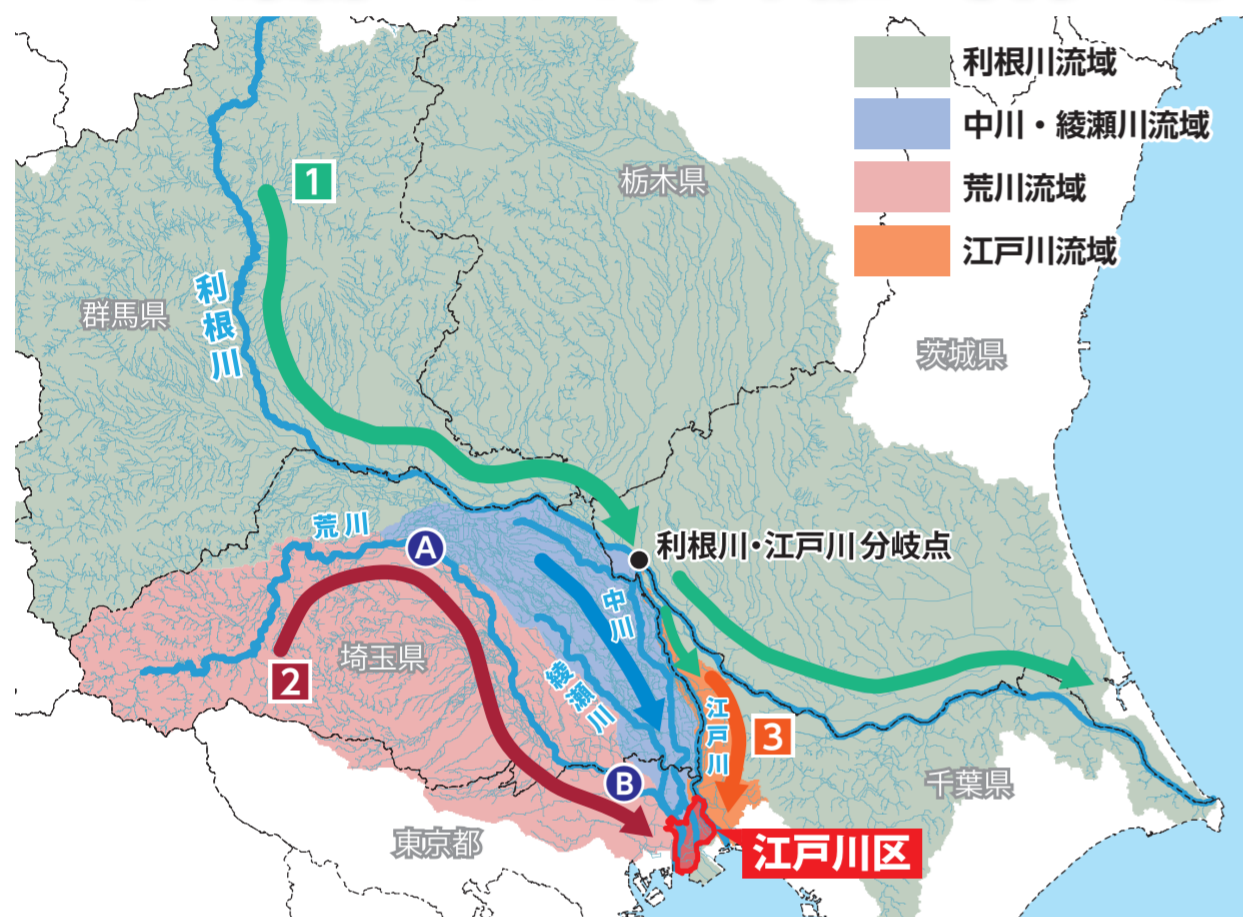 利根川流域
中川・綾瀬川流域
荒川流域
江戸川流域
1
栃木県
群馬県
利根川
茨城県
荒川
A
利根川・江戸川 分岐点
中川
埼玉県
2
綾瀬川
江戸川
3
B
千葉県
東京都
江戸川区